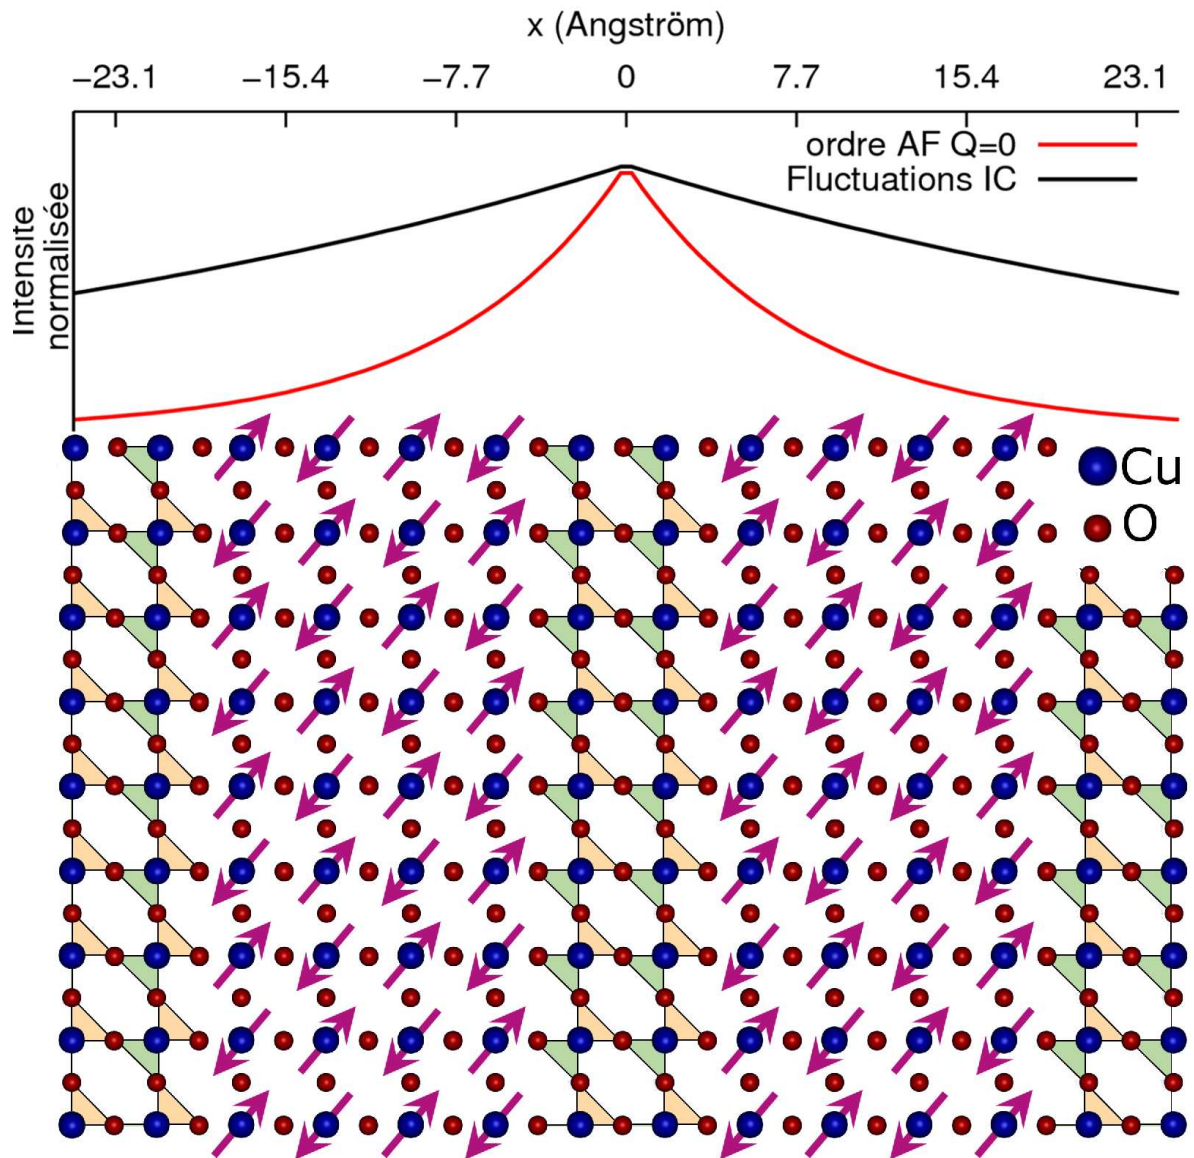 x (Angström)
−23.1 −15.4 −7.7 0 7.7 15.4 23.1
ordre AF Q=0
Fluctuations IC
Intensite
normalisée
Cu
O